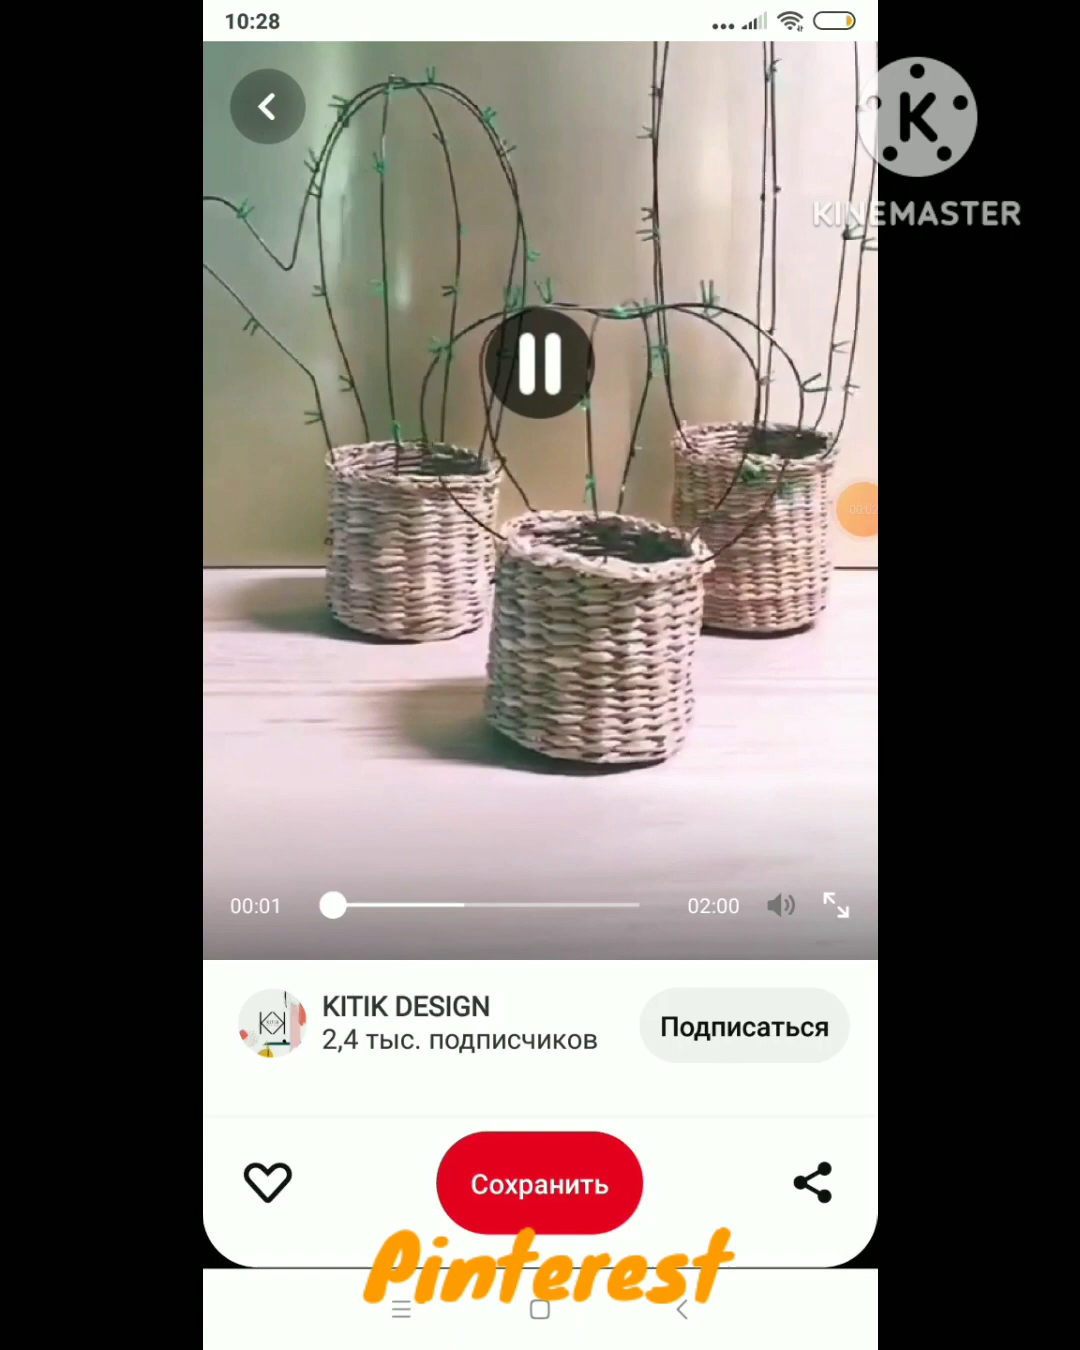 10:28
KINEMASTER
00:01
02:00
KITIK DESIGN
2,4 тыс. подписчиков
Подписаться
Сохранить
Pinterest